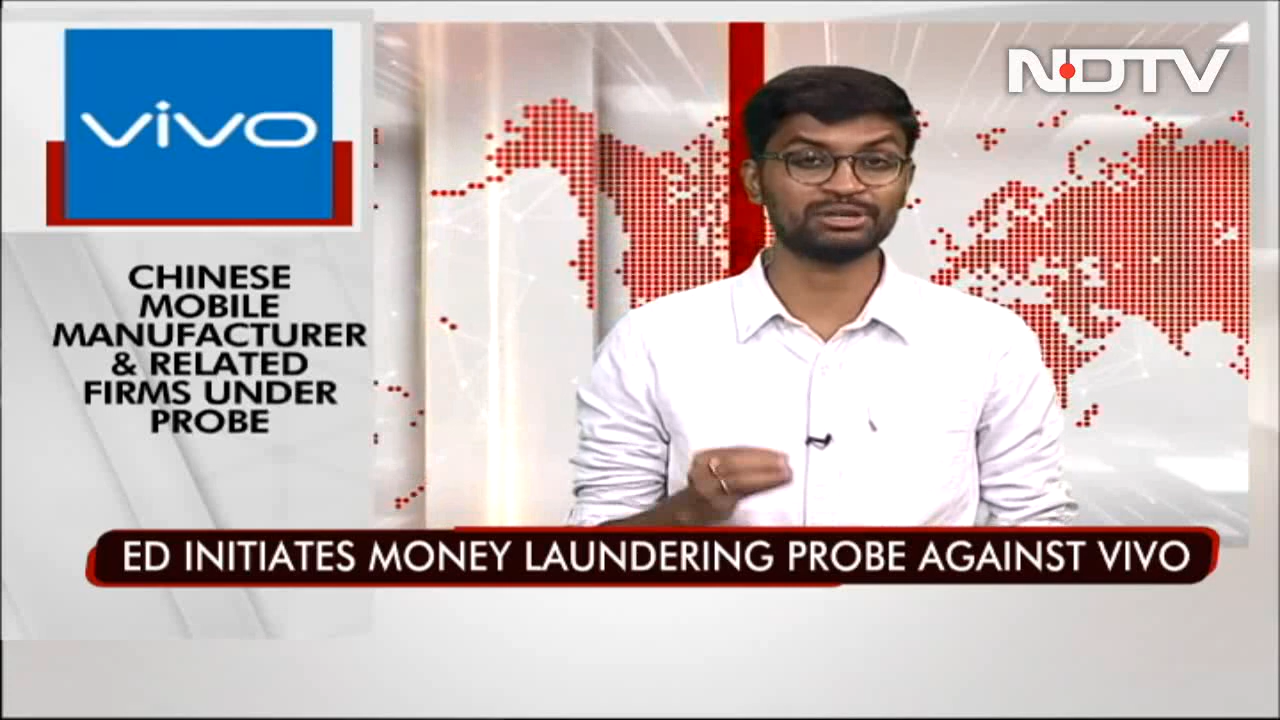 vivo
NDTV
CHINESE
MOBILE
MANUFACTURER
& RELATED
FIRMS UNDER
PROBE
ED INITIATES MONEY LAUNDERING PROBE AGAINST VIVO